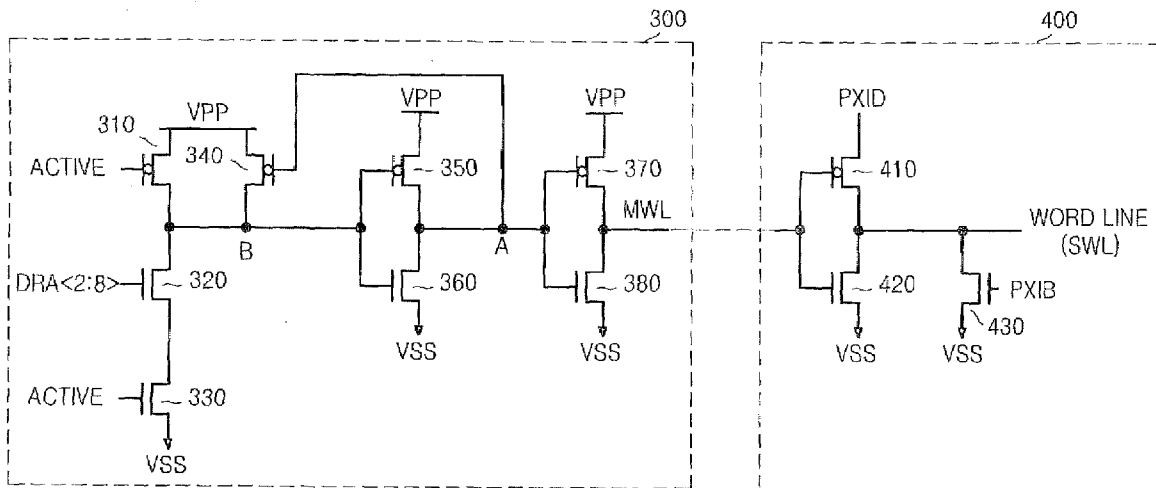 300
400
VPP
VPP
VPP
PXID
310
340
ACTIVE
350
370
410
MWL
WORD LINE
(SWL)
B
A
DRA<2:8>
320
360
380
420
PXIB
430
VSS
VSS
VSS
VSS
ACTIVE
330
VSS